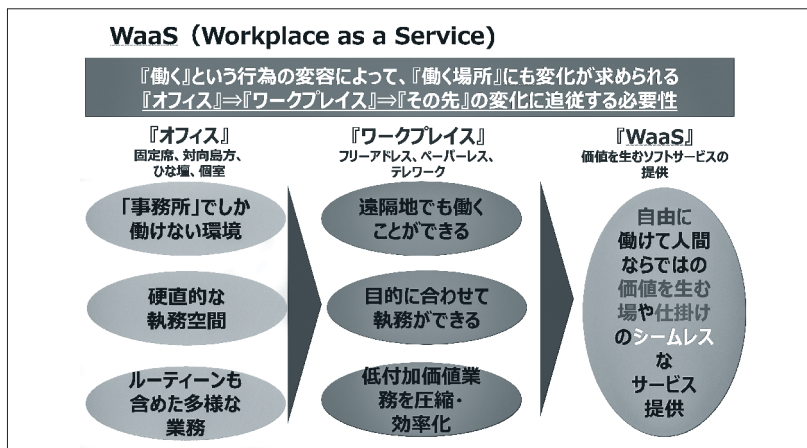 WaaS（Workplace as a Service)
『働く』という行為の変容によって、『働く場所』にも変化が求められる
『オフィス』⇒『ワークプレイス』⇒『その先』の変化に追従する必要性
『オフィス』
固定席、対向島方、
ひな壇、個室
「事務所」でしか
働けない環境
硬直的な
執務空間
ルーティーンも
含めた多様な
業務
『ワークプレイス』
フリーアドレス、ペーパーレス、
テレワーク
遠隔地でも働く
ことができる
目的に合わせて
執務ができる
低付加価値業
務を圧縮・
効率化
『WaaS』
価値を生むソフトサービスの
提供
自由に
働けて人間
ならではの
価値を生む
場や仕掛け
のシームレス
な
サービス
提供